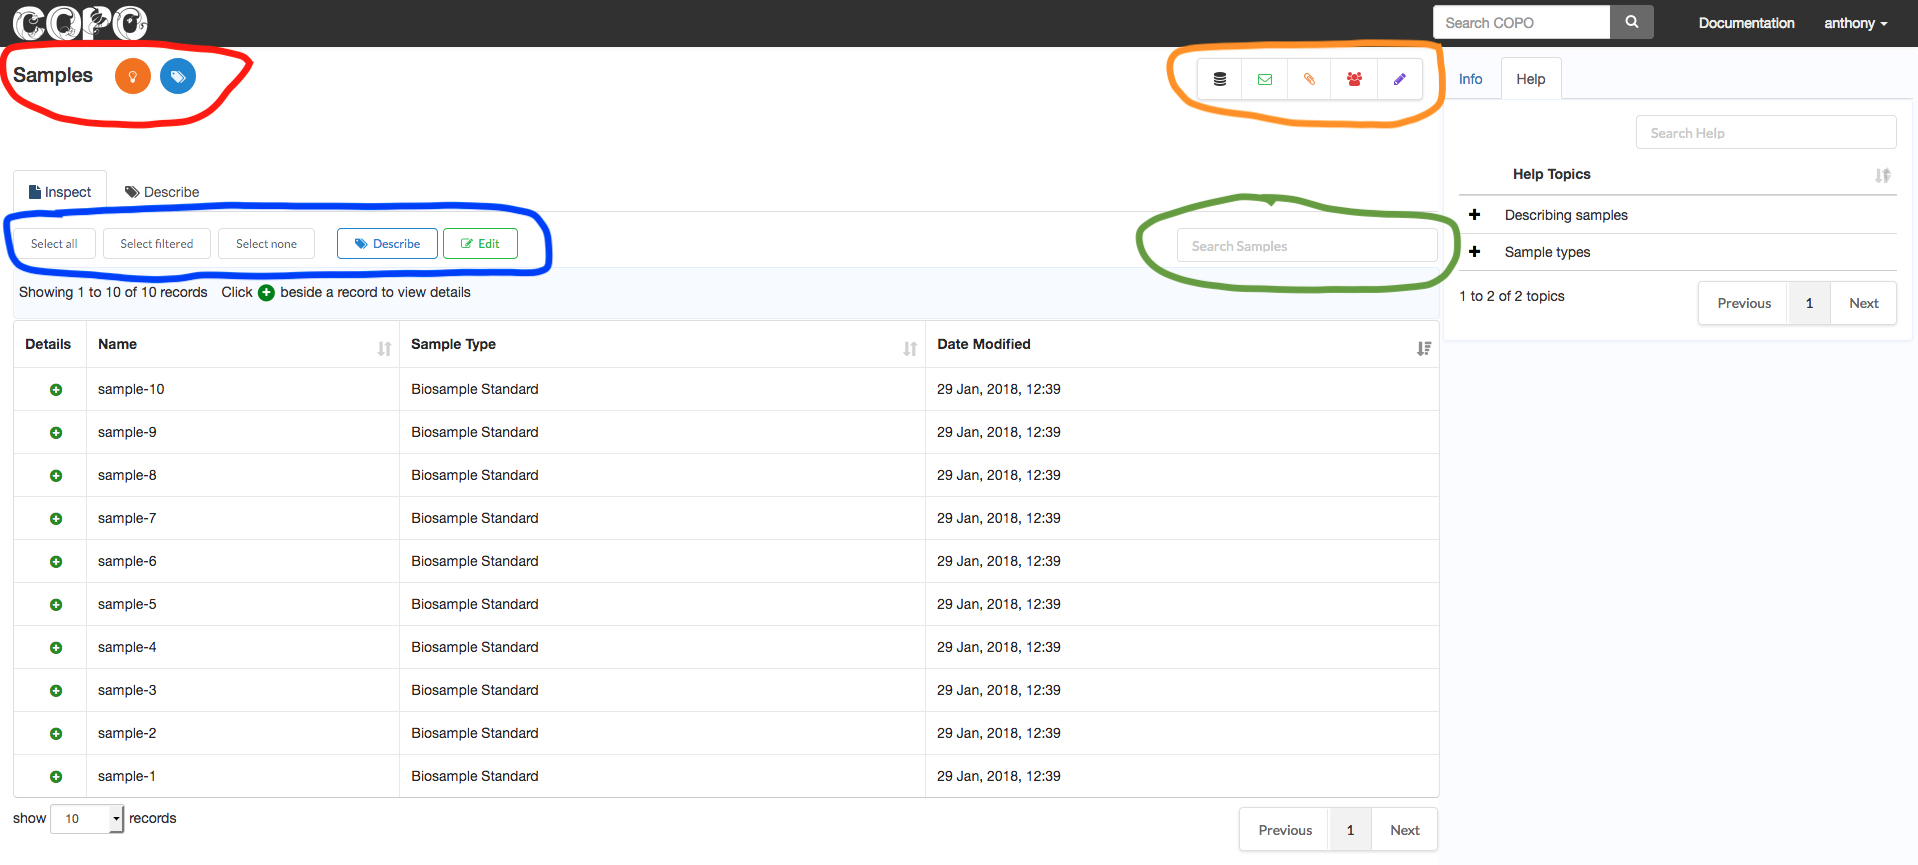 COPO
Search COPO
Documentation
anthony
Samples
Info
Help
Search Help
Help Topics
Describing samples
Sample types
1 to 2 of 2 topics
Previous 1 Next
Inspect
Describe
Select all
Select filtered
Select none
Describe
Edit
Search Samples
Showing 1 to 10 of 10 records Click beside a record to view details
Details Name Sample Type Date Modified
sample-10 Biosample Standard 29 Jan, 2018, 12:39
sample-9 Biosample Standard 29 Jan, 2018, 12:39
sample-8 Biosample Standard 29 Jan, 2018, 12:39
sample-7 Biosample Standard 29 Jan, 2018, 12:39
sample-6 Biosample Standard 29 Jan, 2018, 12:39
sample-5 Biosample Standard 29 Jan, 2018, 12:39
sample-4 Biosample Standard 29 Jan, 2018, 12:39
sample-3 Biosample Standard 29 Jan, 2018, 12:39
sample-2 Biosample Standard 29 Jan, 2018, 12:39
sample-1 Biosample Standard 29 Jan, 2018, 12:39
show 10 records
Previous 1 Next